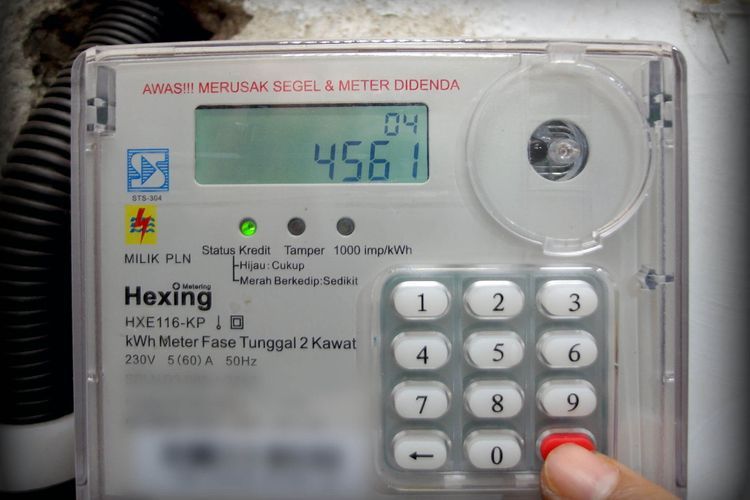 AWAS!!! MERUSAK SEGEL & METER DIDENDA
04
4561
STS-304
MILIK PLN
Status Kredit Tamper 1000 imp/kWh
Hijau : Cukup
Merah Berkedip : Sedikit
Metering
Hexing
HXE116-KP
kWh Meter Fase Tunggal 2 Kawat
230V 5(60)A 50Hz
1 2 3
4 5 6
7 8 9
← 0